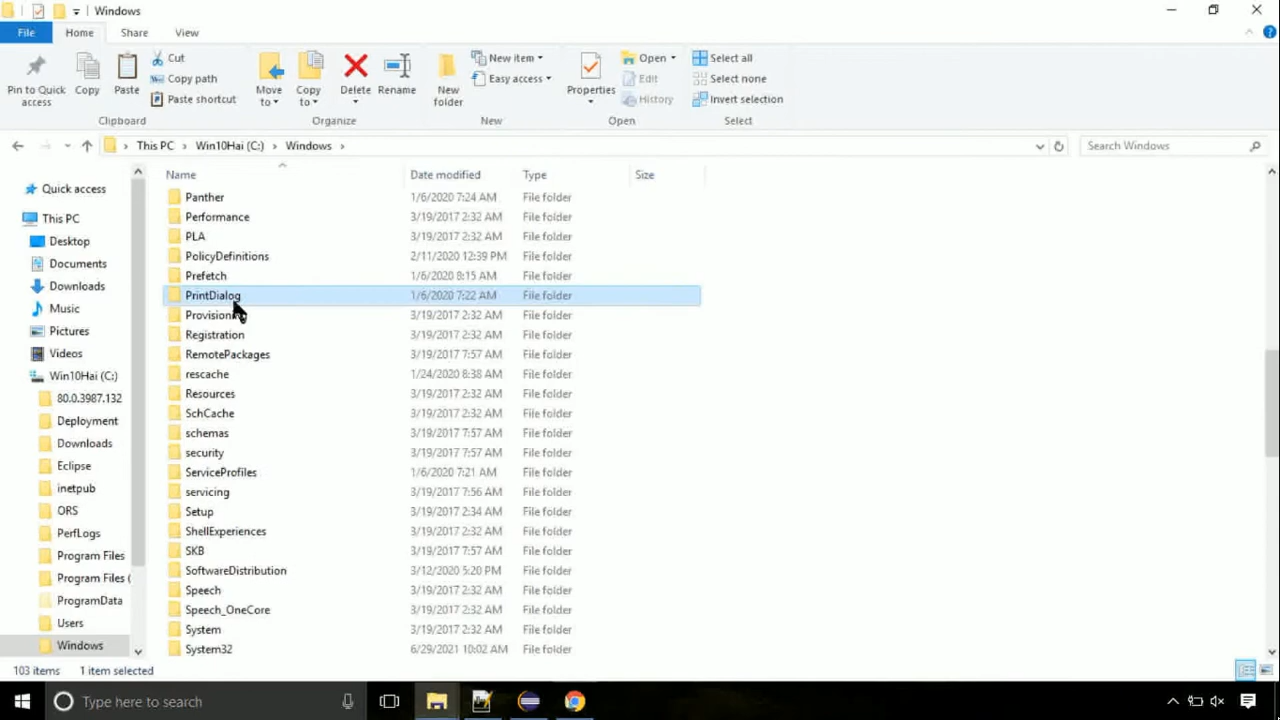 Windows
File Home Share View
Pin to Quick access
Copy
Paste
Cut
Copy path
Paste shortcut
Move to
Copy to
Delete
Rename
New folder
New item
Easy access
Properties
Open
Edit
History
Select all
Select none
Invert selection
Clipboard Organize New Open Select
This PC › Win10Hai (C:) › Windows ›
Search Windows
Quick access
This PC
Desktop
Documents
Downloads
Music
Pictures
Videos
Win10Hai (C:)
80.0.3987.132
Deployment
Downloads
Eclipse
inetpub
ORS
PerfLogs
Program Files
Program Files (
ProgramData
Users
Windows
Name Date modified Type Size
Panther 1/6/2020 7:24 AM File folder
Performance 3/19/2017 2:32 AM File folder
PLA 3/19/2017 2:32 AM File folder
PolicyDefinitions 2/11/2020 12:39 PM File folder
Prefetch 1/6/2020 8:15 AM File folder
PrintDialog 1/6/2020 7:22 AM File folder
Provisioning 3/19/2017 2:32 AM File folder
Registration 3/19/2017 2:32 AM File folder
RemotePackages 3/19/2017 7:57 AM File folder
rescache 1/24/2020 8:38 AM File folder
Resources 3/19/2017 2:32 AM File folder
SchCache 3/19/2017 2:32 AM File folder
schemas 3/19/2017 7:57 AM File folder
security 3/19/2017 7:57 AM File folder
ServiceProfiles 1/6/2020 7:21 AM File folder
servicing 3/19/2017 7:56 AM File folder
Setup 3/19/2017 2:34 AM File folder
ShellExperiences 3/19/2017 2:32 AM File folder
SKB 3/19/2017 7:57 AM File folder
SoftwareDistribution 3/12/2020 5:20 PM File folder
Speech 3/19/2017 2:32 AM File folder
Speech_OneCore 3/19/2017 2:32 AM File folder
System 3/19/2017 2:32 AM File folder
System32 6/29/2021 10:02 AM File folder
103 items 1 item selected
Type here to search